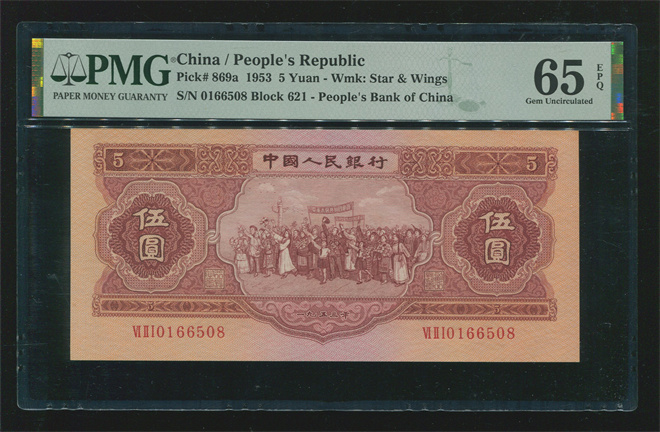 PMG
PAPER MONEY GUARANTY
China / People's Republic
Pick# 869a 1953 5 Yuan - Wmk: Star & Wings
S/N 0166508 Block 621 - People's Bank of China
65 EPQ
Gem Uncirculated
中國人民銀行
5
5
伍圓
伍圓
一九五三年
ⅥⅡⅠ0166508
ⅥⅡⅠ0166508